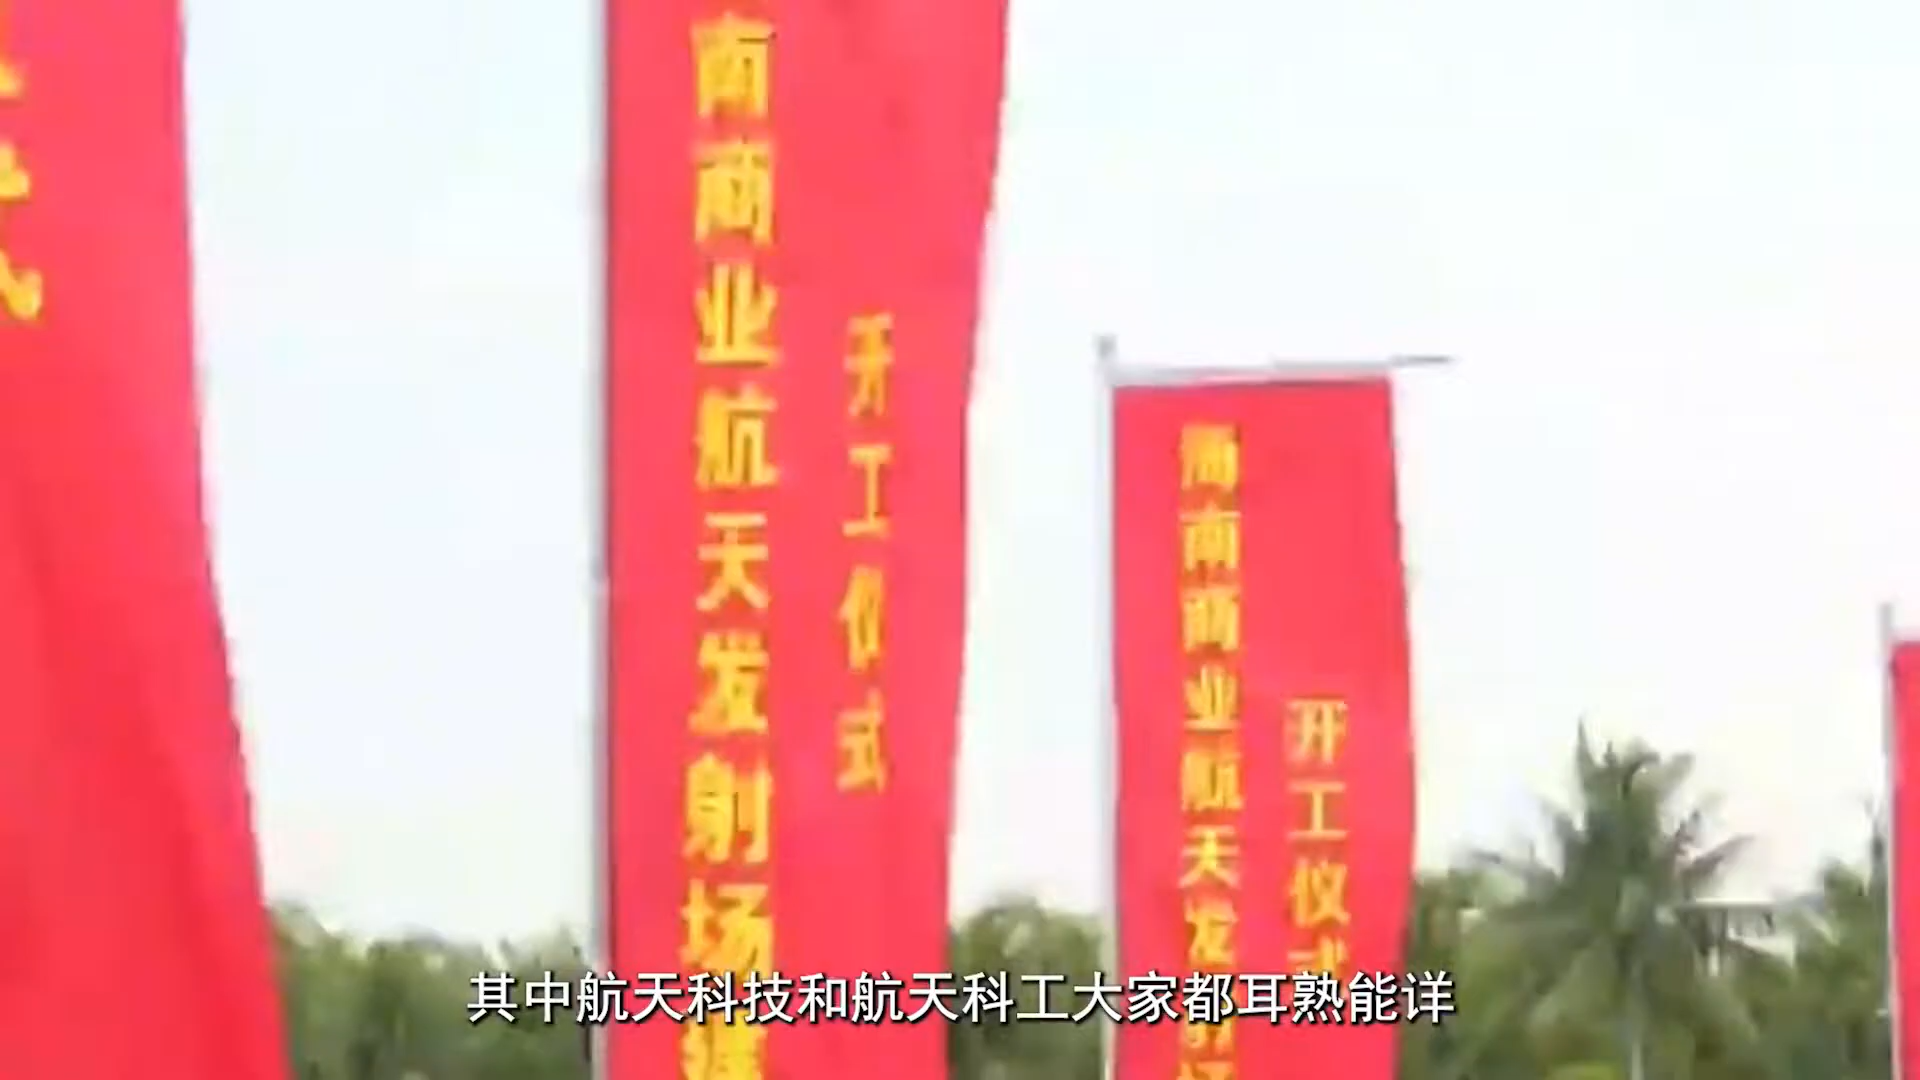 南商业航天发射场
开工仪式
海南商业航天发
开工仪式
其中航天科技和航天科工大家都耳熟能详